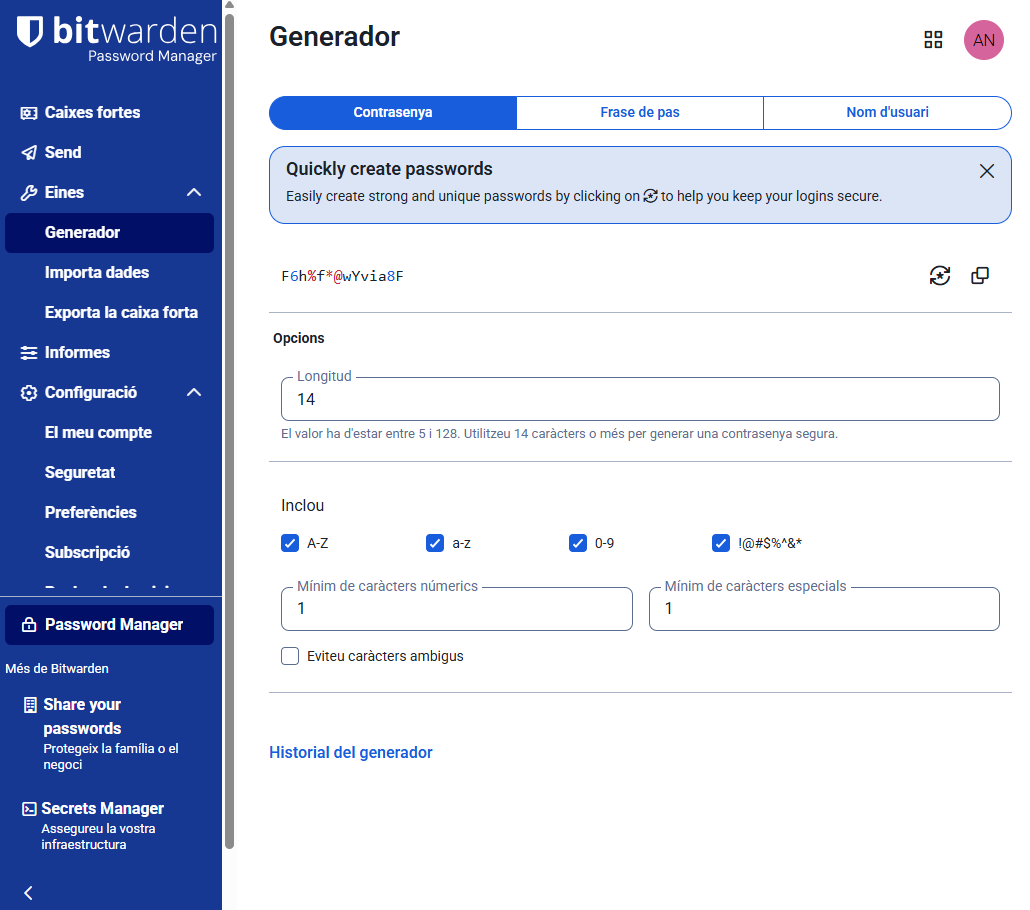 bitwarden
Password Manager
Caixes fortes
Send
Eines
Generador
Importa dades
Exporta la caixa forta
Informes
Configuració
El meu compte
Seguretat
Preferències
Subscripció
Password Manager
Més de Bitwarden
Share your
passwords
Protegeix la família o el
negoci
Secrets Manager
Assegureu la vostra
infraestructura
Generador
AN
Contrasenya
Frase de pas
Nom d'usuari
Quickly create passwords
Easily create strong and unique passwords by clicking on to help you keep your logins secure.
F6h%f*@wYvia8F
Opcions
Longitud
14
El valor ha d'estar entre 5 i 128. Utilitzeu 14 caràcters o més per generar una contrasenya segura.
Inclou
A-Z
a-z
0-9
!@#$%^&*
Mínim de caràcters númerics
1
Mínim de caràcters especials
1
Eviteu caràcters ambigus
Historial del generador